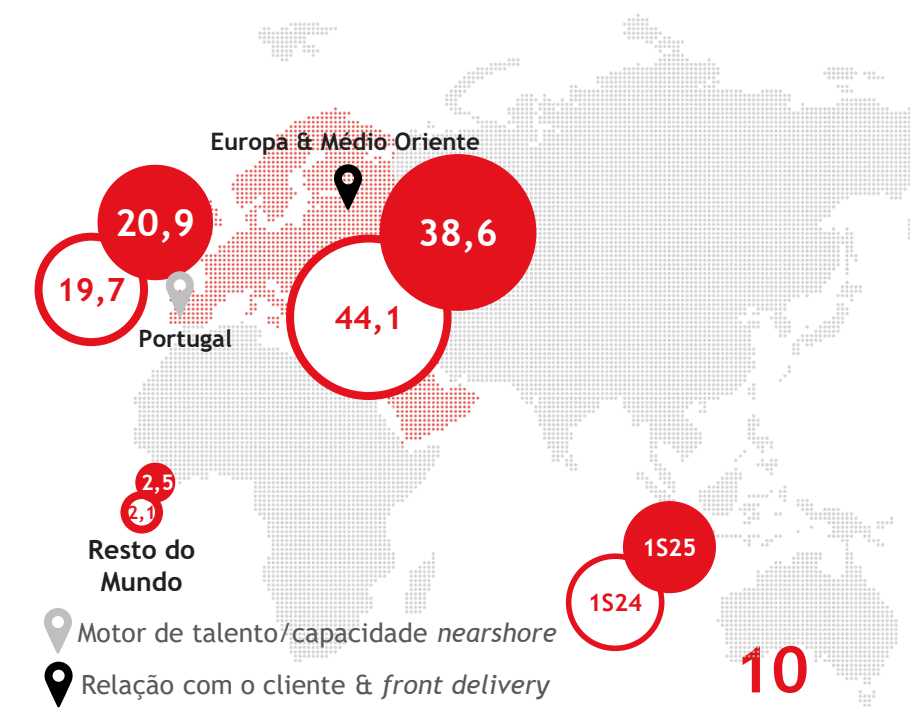 Europa & Médio Oriente
20,9
38,6
19,7
44,1
Portugal
2,5
2,1
Resto do
Mundo
1S25
1S24
Motor de talento/capacidade nearshore
Relação com o cliente & front delivery
10